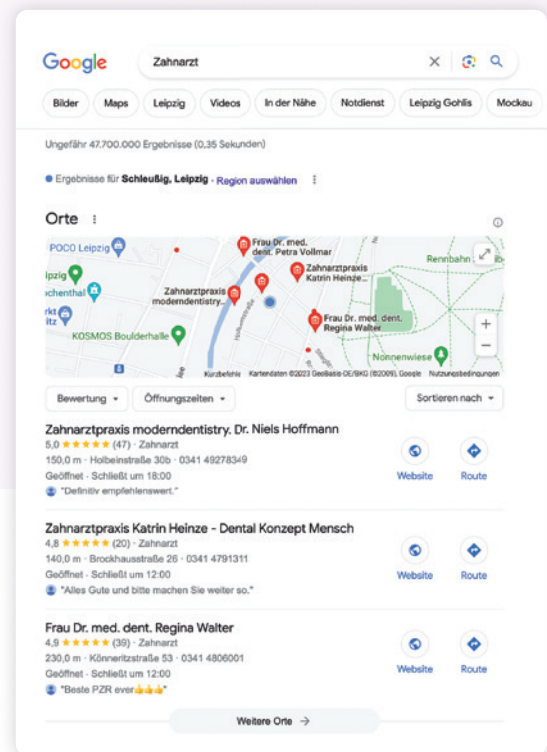 Google
Zahnarzt
Bilder Maps Leipzig Videos In der Nähe Notdienst Leipzig Gohlis Mockau
Ungefähr 47.700.000 Ergebnisse (0,35 Sekunden)
Ergebnisse für Schleußig, Leipzig · Region auswählen
Orte
POCO Leipzig
Frau Dr. med.
dent. Petra Vollmar
Rennbahn
ipzig
ochenthal
Zahnarztpraxis
Katrin Heinze...
Zahnarztpraxis
moderndentistry...
Holbeinstraße
rkt
itz
KOSMOS Boulderhalle
Frau Dr. med. dent.
Regina Walter
Nonnenwiese
Kurzbefehle Kartendaten ©2023 GeoBasis-DE/BKG (©2009), Google Nutzungsbedingungen
Bewertung Öffnungszeiten Sortieren nach
Zahnarztpraxis moderndentistry. Dr. Niels Hoffmann
5,0 ★★★★★ (47) · Zahnarzt
150,0 m · Holbeinstraße 30b · 0341 49278349
Geöffnet · Schließt um 18:00
"Definitiv empfehlenswert."
Website Route
Zahnarztpraxis Katrin Heinze - Dental Konzept Mensch
4,8 ★★★★★ (20) · Zahnarzt
140,0 m · Brockhausstraße 26 · 0341 4791311
Geöffnet · Schließt um 12:00
"Alles Gute und bitte machen Sie weiter so."
Website Route
Frau Dr. med. dent. Regina Walter
4,9 ★★★★★ (39) · Zahnarzt
230,0 m · Könneritzstraße 53 · 0341 4806001
Geöffnet · Schließt um 12:00
"Beste PZR ever👍👍👍"
Website Route
Weitere Orte →